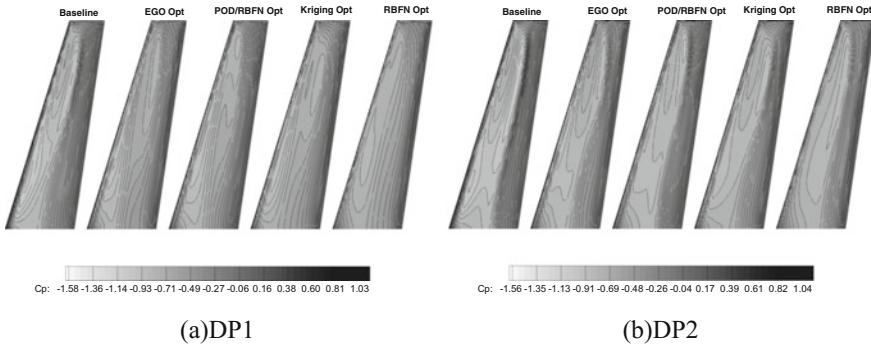 Baseline EGO Opt POD/RBFN Opt Kriging Opt RBFN Opt
Cp: -1.58 -1.36 -1.14 -0.93 -0.71 -0.49 -0.27 -0.06 0.16 0.38 0.60 0.81 1.03
(a)DP1
Baseline EGO Opt POD/RBFN Opt Kriging Opt RBFN Opt
Cp: -1.56 -1.35 -1.13 -0.91 -0.69 -0.48 -0.26 -0.04 0.17 0.39 0.61 0.82 1.04
(b)DP2